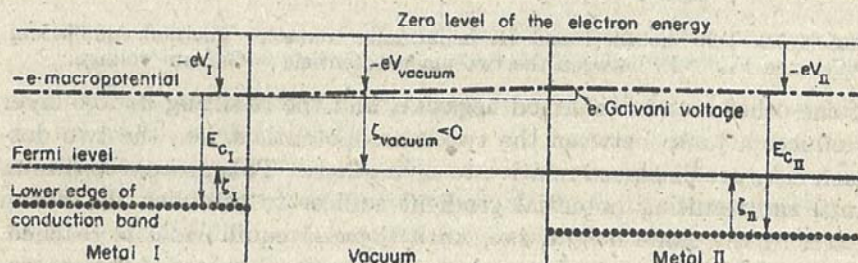 Zero level of the electron energy
-eV_I
-eV_vacuum
-eV_II
-e·macropotential
e·Galvani voltage
E_C_I
ζ_vacuum<0
E_C_II
Fermi level
ζ_I
ζ_II
Lower edge of
conduction band
Metal I
Vacuum
Metal II